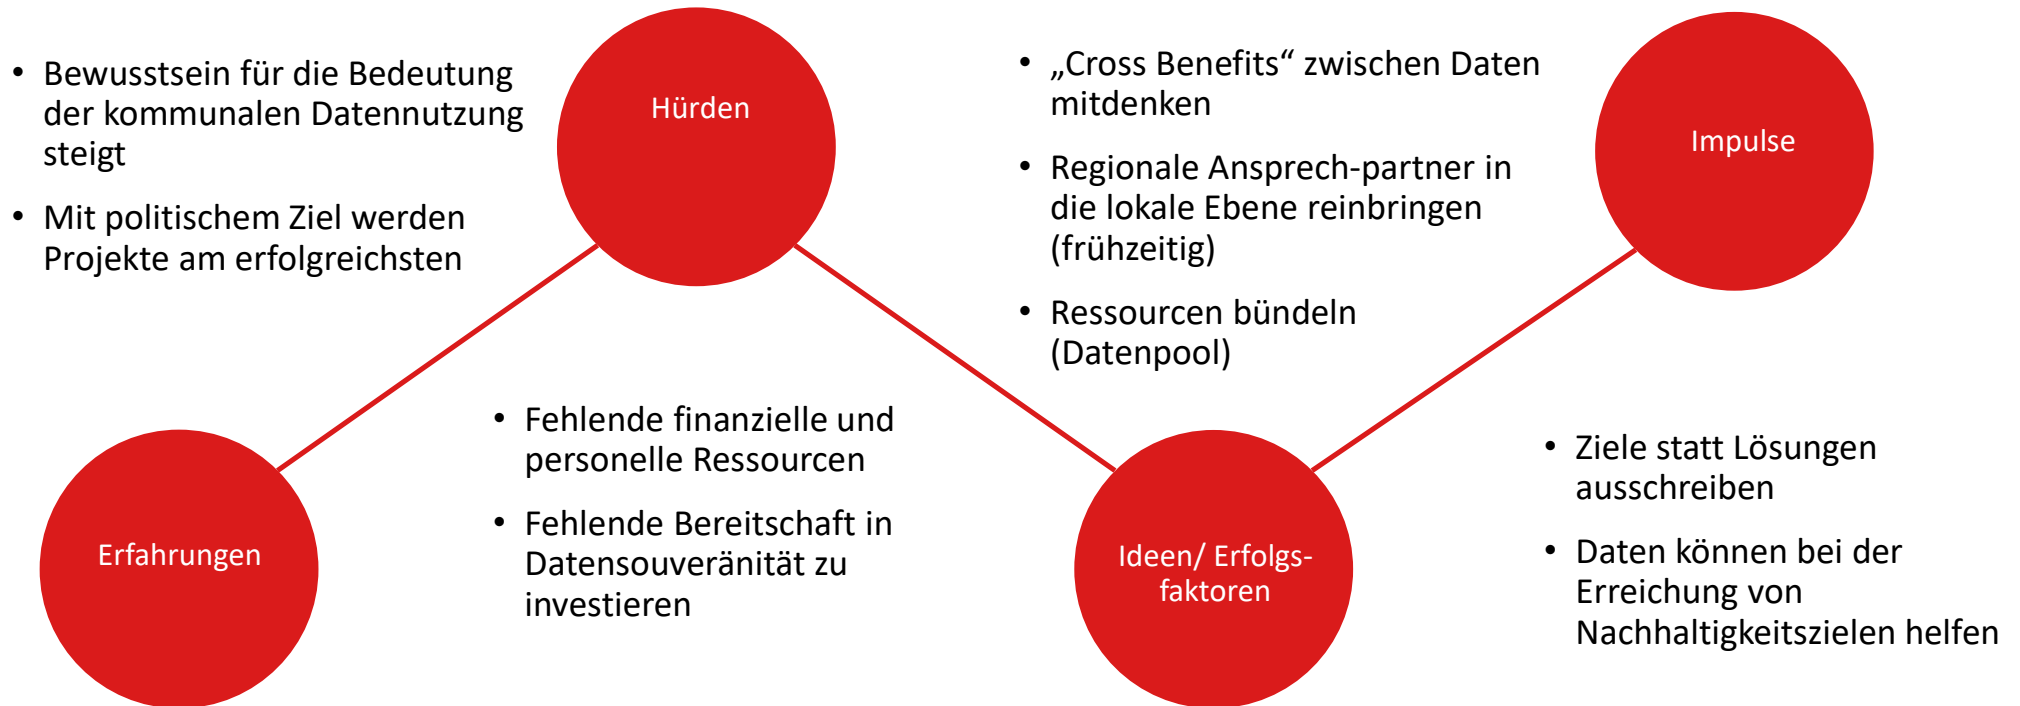 • Bewusstsein für die Bedeutung
der kommunalen Datennutzung
steigt
• Mit politischem Ziel werden
Projekte am erfolgreichsten
Erfahrungen
Hürden
• Fehlende finanzielle und
personelle Ressourcen
• Fehlende Bereitschaft in
Datensouveränität zu
investieren
• „Cross Benefits“ zwischen Daten
mitdenken
• Regionale Ansprech-partner in
die lokale Ebene reinbringen
(frühzeitig)
• Ressourcen bündeln
(Datenpool)
Ideen/ Erfolgs-
faktoren
Impulse
• Ziele statt Lösungen
ausschreiben
• Daten können bei der
Erreichung von
Nachhaltigkeitszielen helfen